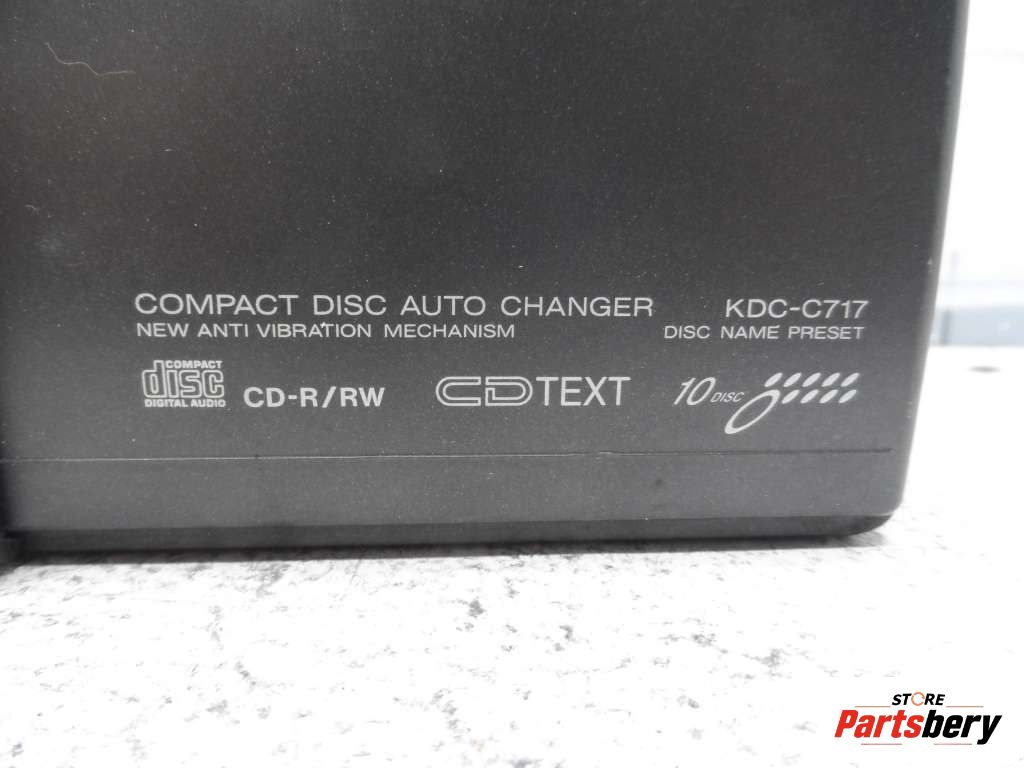 COMPACT DISC AUTO CHANGER KDC-C717
NEW ANTI VIBRATION MECHANISM DISC NAME PRESET
COMPACT
disc
DIGITAL AUDIO
CD-R/RW
CD TEXT
10 DISC
STORE
Partsbery